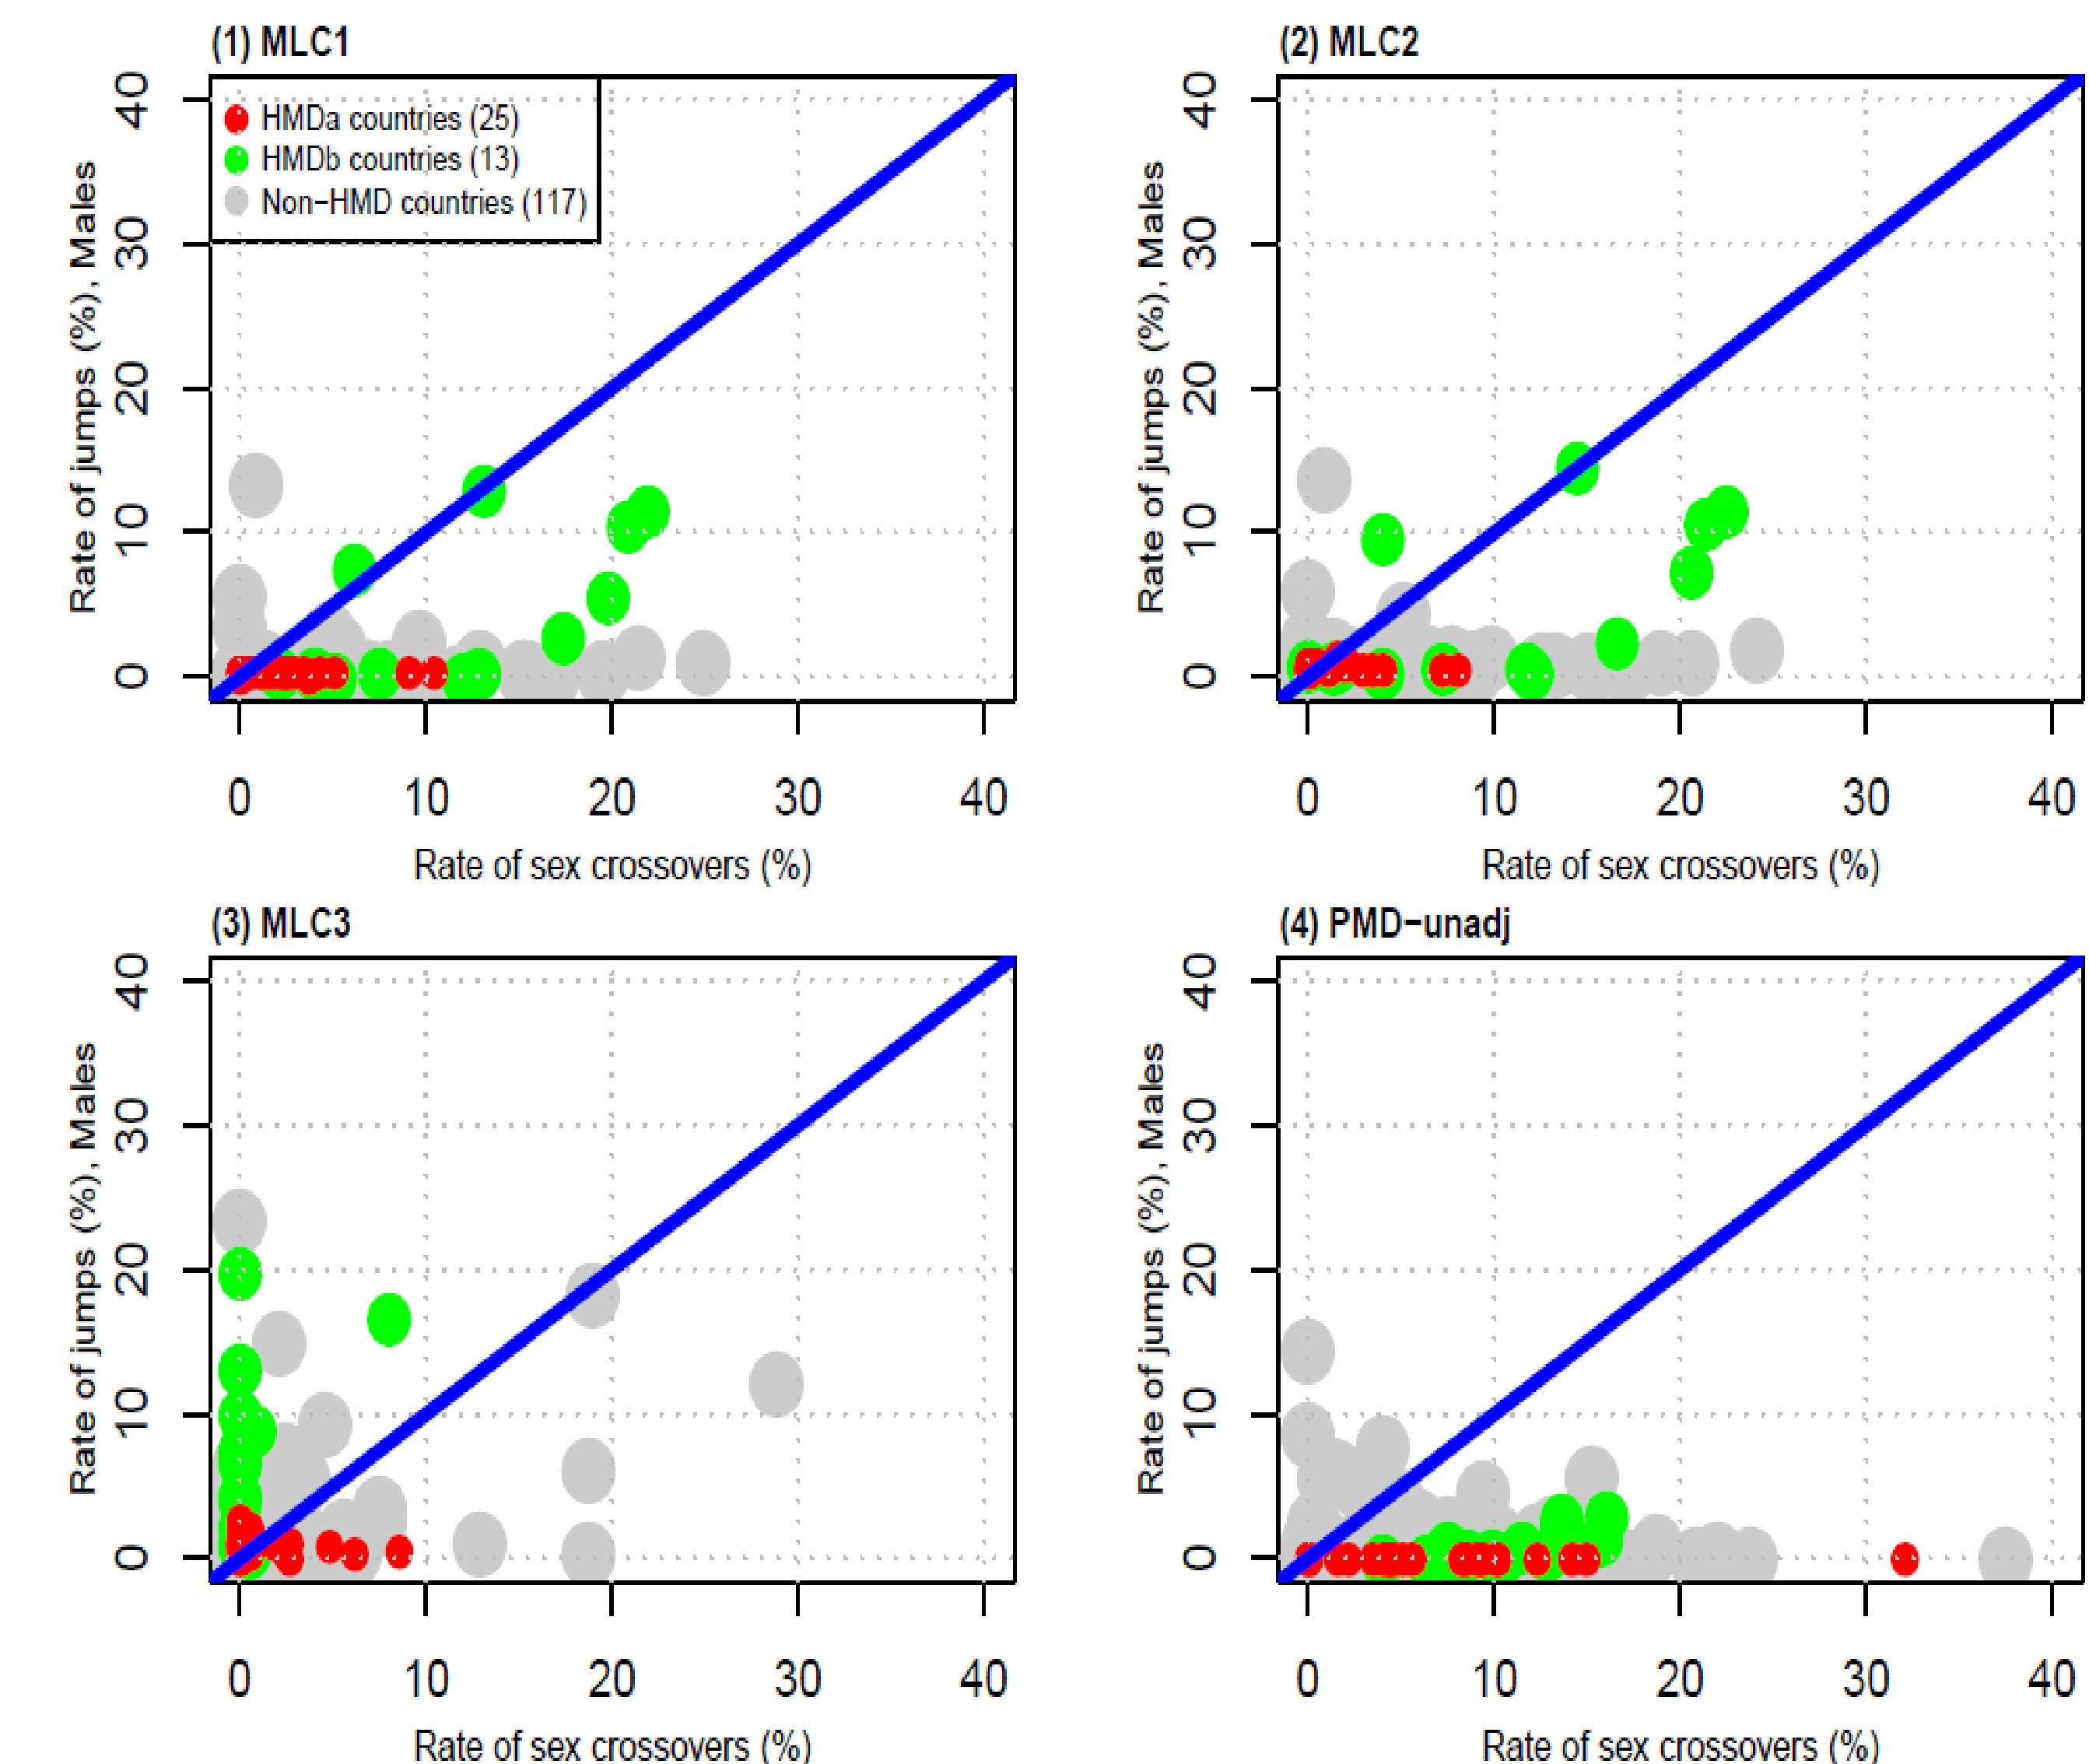 (1) MLC1
Rate of jumps (%), Males
40
30
20
10
0
HMDa countries (25)
HMDb countries (13)
Non−HMD countries (117)
0 10 20 30 40
Rate of sex crossovers (%)
(2) MLC2
Rate of jumps (%), Males
40
30
20
10
0
0 10 20 30 40
Rate of sex crossovers (%)
(3) MLC3
Rate of jumps (%), Males
40
30
20
10
0
0 10 20 30 40
Rate of sex crossovers (%)
(4) PMD−unadj
Rate of jumps (%), Males
40
30
20
10
0
0 10 20 30 40
Rate of sex crossovers (%)